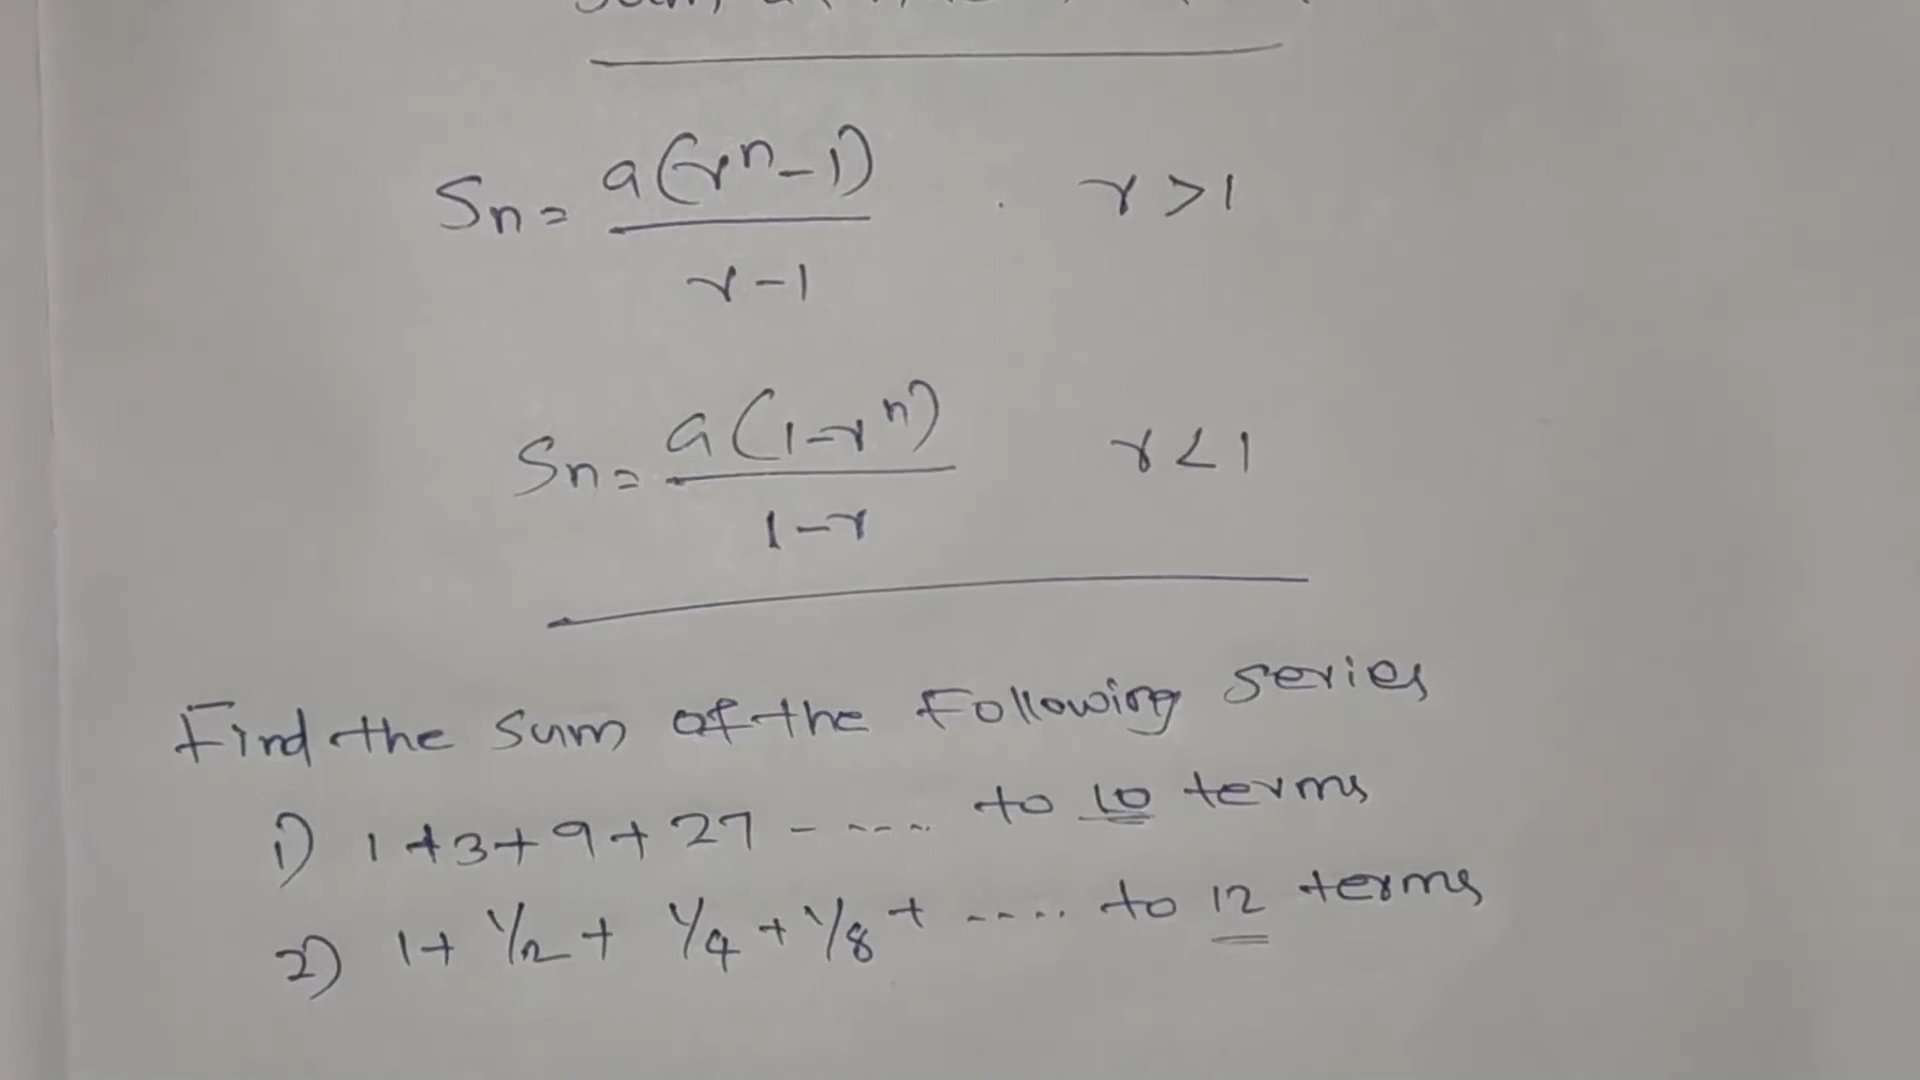 Sn = a(r^n-1) / r-1 r>1
Sn = a(1-r^n) / 1-r r<1
Find the sum of the following series
1) 1+3+9+27 ----.. to 10 terms
2) 1+ 1/2 + 1/4 + 1/8 + ---.. to 12 terms